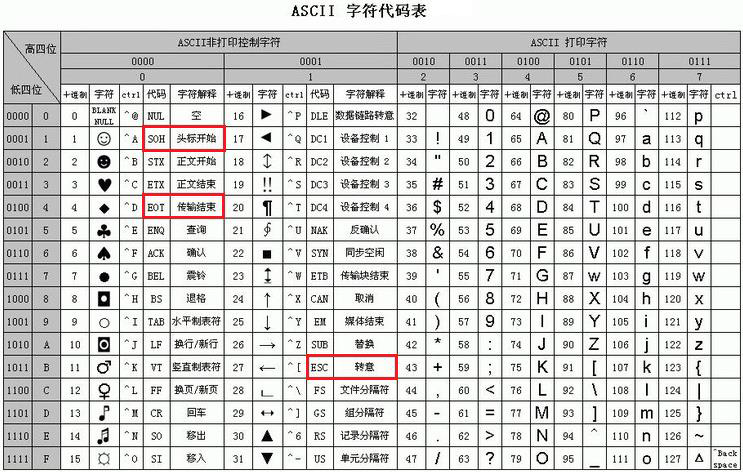 ASCII 字符代码表
高四位 ASCII非打印控制字符 ASCII 打印字符
0000 0001 0010 0011 0100 0101 0110 0111
低四位 0 1 2 3 4 5 6 7
十进制 字符 ctrl 代码 字符解释 十进制 字符 ctrl 代码 字符解释 十进制 字符 十进制 字符 十进制 字符 十进制 字符 十进制 字符 十进制 字符 ctrl
0000 0 0 BLANK NULL ^@ NUL 空 16 ► ^P DLE 数据链路转意 32 48 0 64 @ 80 P 96 ` 112 p
0001 1 1 ☺ ^A SOH 头标开始 17 ◄ ^Q DC1 设备控制 1 33 ! 49 1 65 A 81 Q 97 a 113 q
0010 2 2 ☻ ^B STX 正文开始 18 ↕ ^R DC2 设备控制 2 34 " 50 2 66 B 82 R 98 b 114 r
0011 3 3 ♥ ^C ETX 正文结束 19 ‼ ^S DC3 设备控制 3 35 # 51 3 67 C 83 S 99 c 115 s
0100 4 4 ◆ ^D EOT 传输结束 20 ¶ ^T DC4 设备控制 4 36 $ 52 4 68 D 84 T 100 d 116 t
0101 5 5 ♣ ^E ENQ 查询 21 ∮ ^U NAK 反确认 37 % 53 5 69 E 85 U 101 e 117 u
0110 6 6 ♠ ^F ACK 确认 22 ■ ^V SYN 同步空闲 38 & 54 6 70 F 86 V 102 f 118 v
0111 7 7 ● ^G BEL 震铃 23 ↨ ^W ETB 传输块结束 39 ' 55 7 71 G 87 w 103 g 119 w
1000 8 8 ◘ ^H BS 退格 24 ↑ ^X CAN 取消 40 ( 56 8 72 H 88 X 104 h 120 x
1001 9 9 ○ ^I TAB 水平制表符 25 ↓ ^Y EM 媒体结束 41 ) 57 9 73 I 89 Y 105 i 121 y
1010 A 10 ◙ ^J LF 换行/新行 26 → ^Z SUB 替换 42 * 58 : 74 J 90 Z 106 j 122 z
1011 B 11 ♂ ^K VT 竖直制表符 27 ← ^[ ESC 转意 43 + 59 ; 75 K 91 [ 107 k 123 {
1100 C 12 ♀ ^L FF 换页/新页 28 ∟ ^\ FS 文件分隔符 44 , 60 < 76 L 92 \ 108 l 124 |
1101 D 13 ♪ ^M CR 回车 29 ↔ ^] GS 组分隔符 45 - 61 = 77 M 93 ] 109 m 125 }
1110 E 14 ♫ ^N SO 移出 30 ▲ ^6 RS 记录分隔符 46 . 62 > 78 N 94 ^ 110 n 126 ~
1111 F 15 ☼ ^O SI 移入 31 ▼ ^- US 单元分隔符 47 / 63 ? 79 O 95 _ 111 o 127 Δ ^Back space